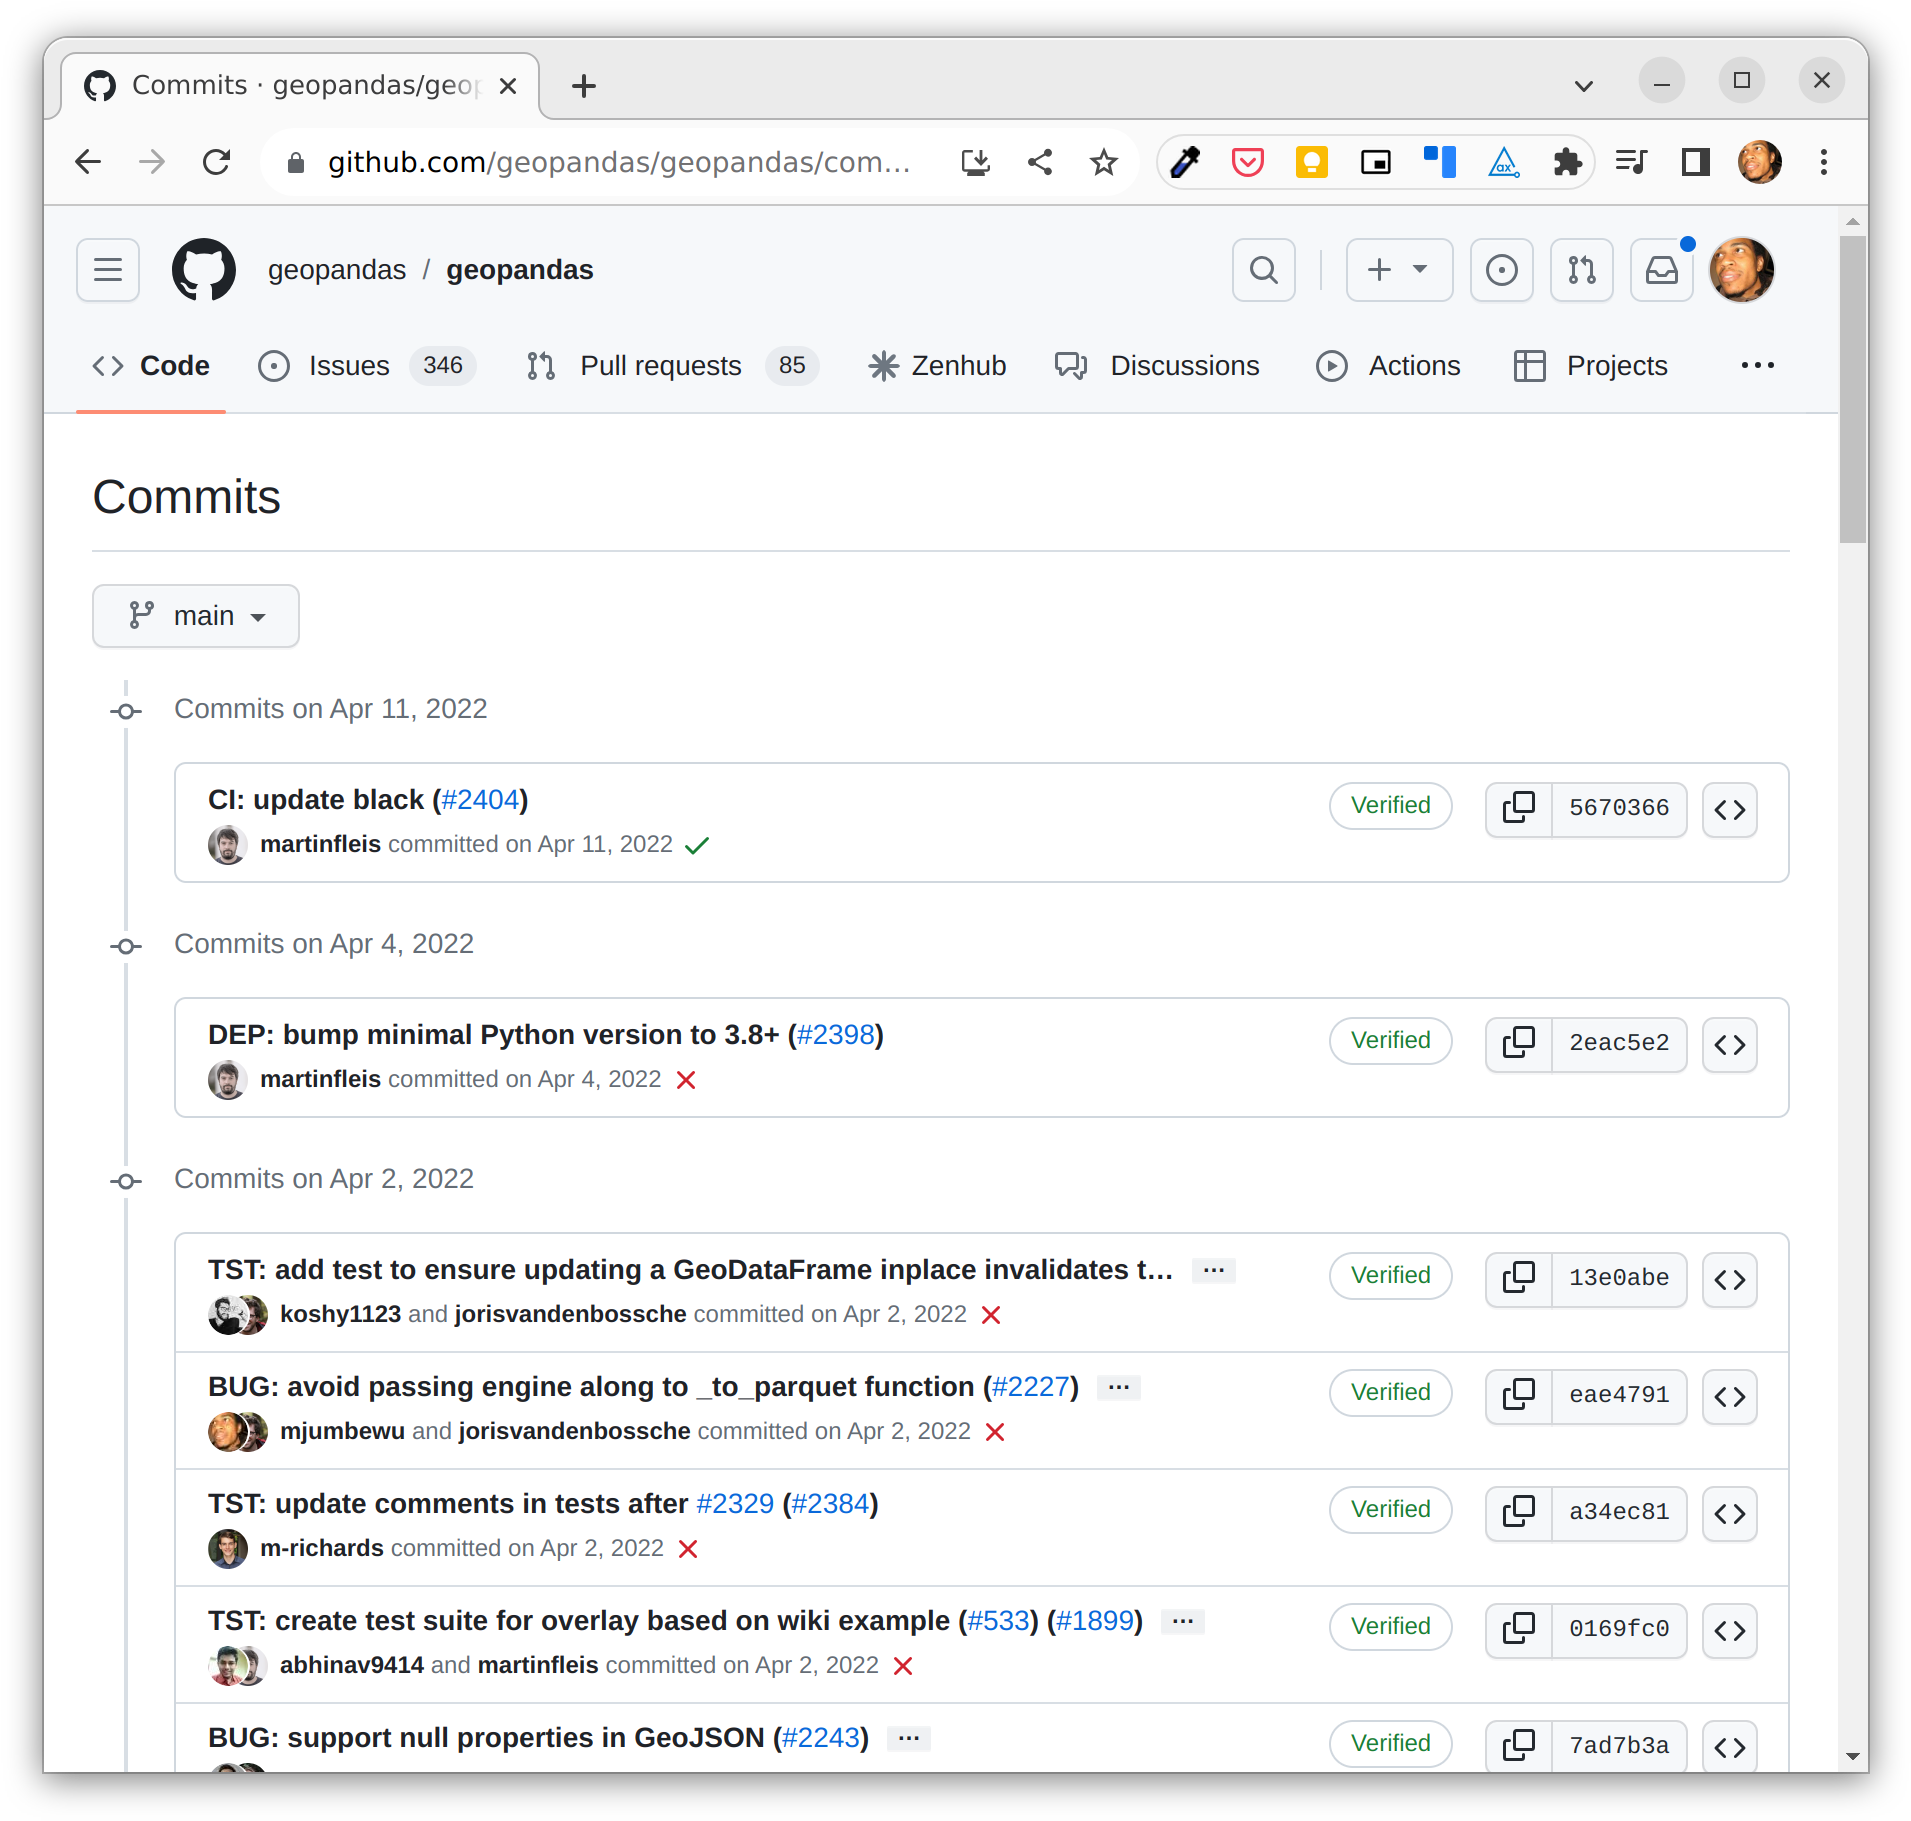 Commits · geopandas/geop
github.com/geopandas/geopandas/com...
geopandas / geopandas
Code
Issues 346
Pull requests 85
Zenhub
Discussions
Actions
Projects
Commits
main
Commits on Apr 11, 2022
CI: update black (#2404)
Verified
5670366
martinfleis committed on Apr 11, 2022
Commits on Apr 4, 2022
DEP: bump minimal Python version to 3.8+ (#2398)
Verified
2eac5e2
martinfleis committed on Apr 4, 2022
Commits on Apr 2, 2022
TST: add test to ensure updating a GeoDataFrame inplace invalidates t... ...
Verified
13e0abe
koshy1123 and jorisvandenbossche committed on Apr 2, 2022
BUG: avoid passing engine along to _to_parquet function (#2227) ...
Verified
eae4791
mjumbewu and jorisvandenbossche committed on Apr 2, 2022
TST: update comments in tests after #2329 (#2384)
Verified
a34ec81
m-richards committed on Apr 2, 2022
TST: create test suite for overlay based on wiki example (#533) (#1899) ...
Verified
0169fc0
abhinav9414 and martinfleis committed on Apr 2, 2022
BUG: support null properties in GeoJSON (#2243) ...
Verified
7ad7b3a